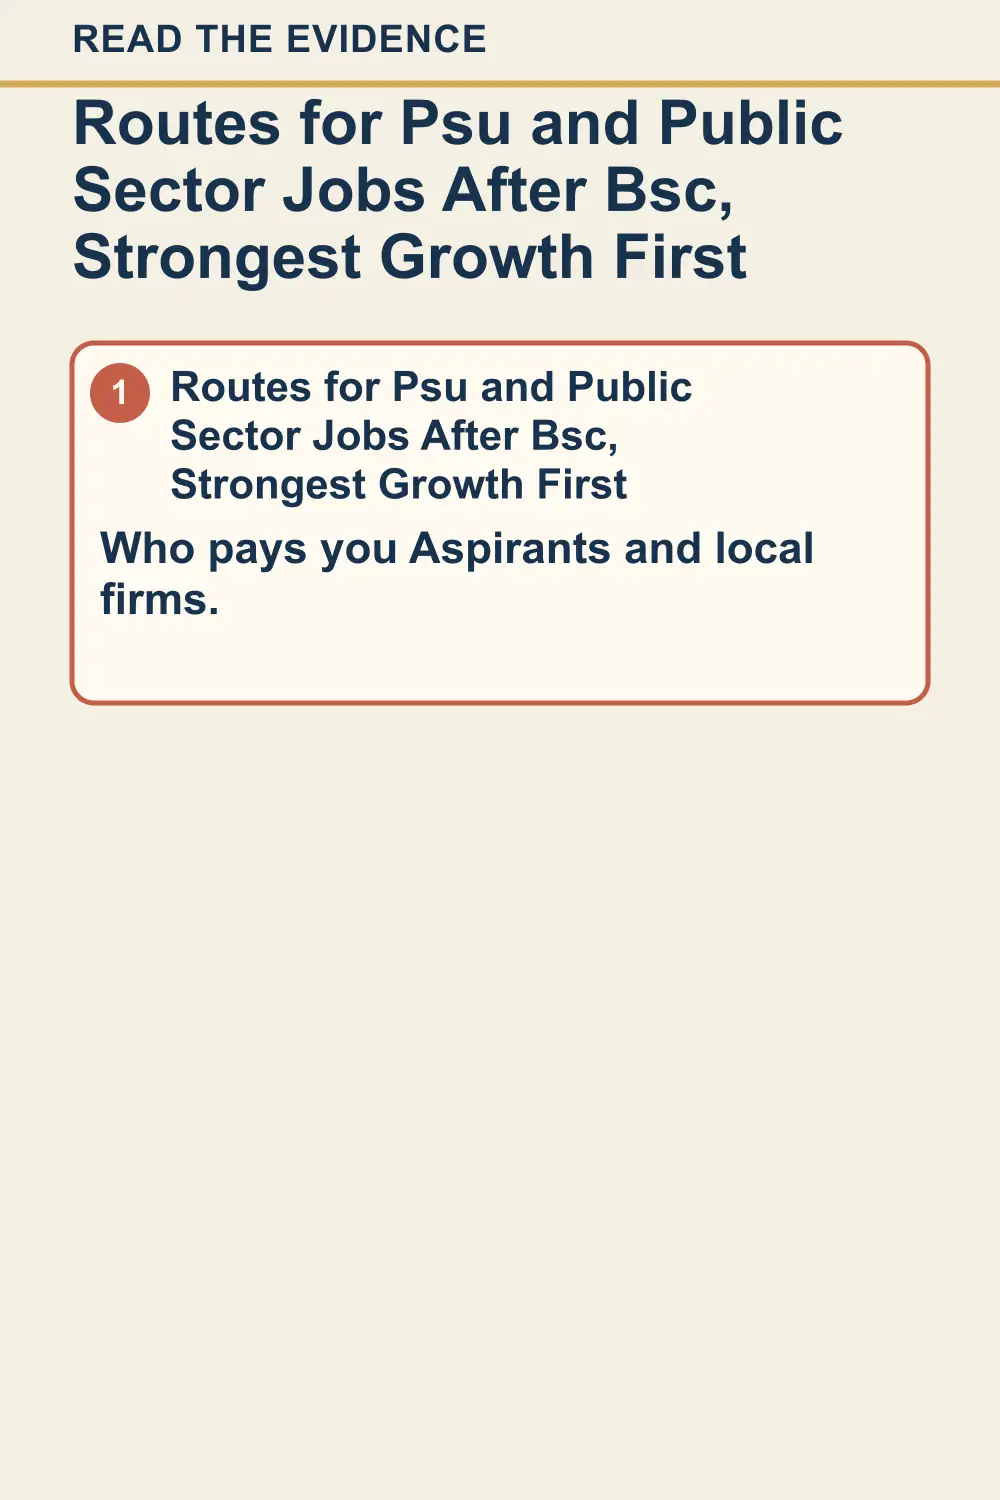 READ THE EVIDENCE
Routes for Psu and Public
Sector Jobs After Bsc,
Strongest Growth First
1
Routes for Psu and Public
Sector Jobs After Bsc,
Strongest Growth First
Who pays you Aspirants and local
firms.